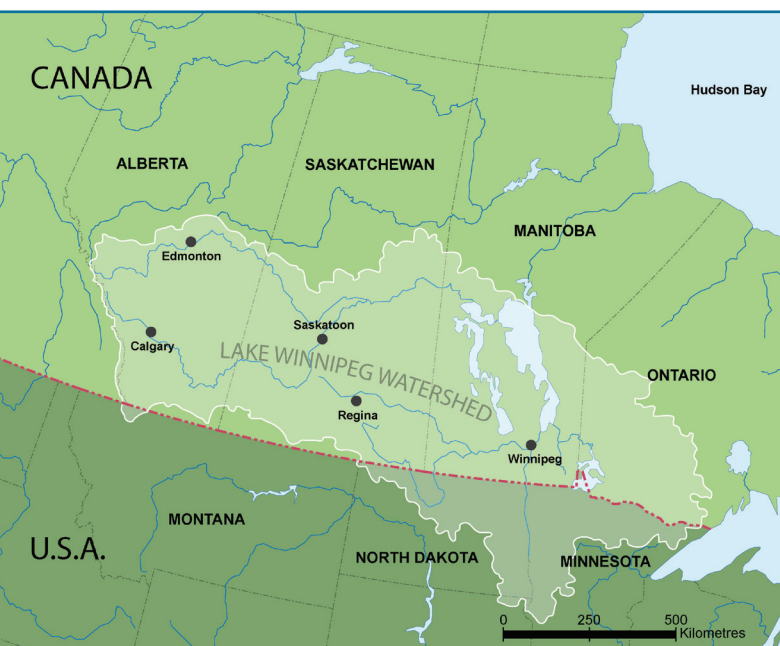 CANADA
Hudson Bay
ALBERTA
SASKATCHEWAN
MANITOBA
Edmonton
Saskatoon
Calgary
LAKE WINNIPEG WATERSHED
ONTARIO
Regina
Winnipeg
MONTANA
U.S.A.
NORTH DAKOTA
MINNESOTA
0 250 500
Kilometres